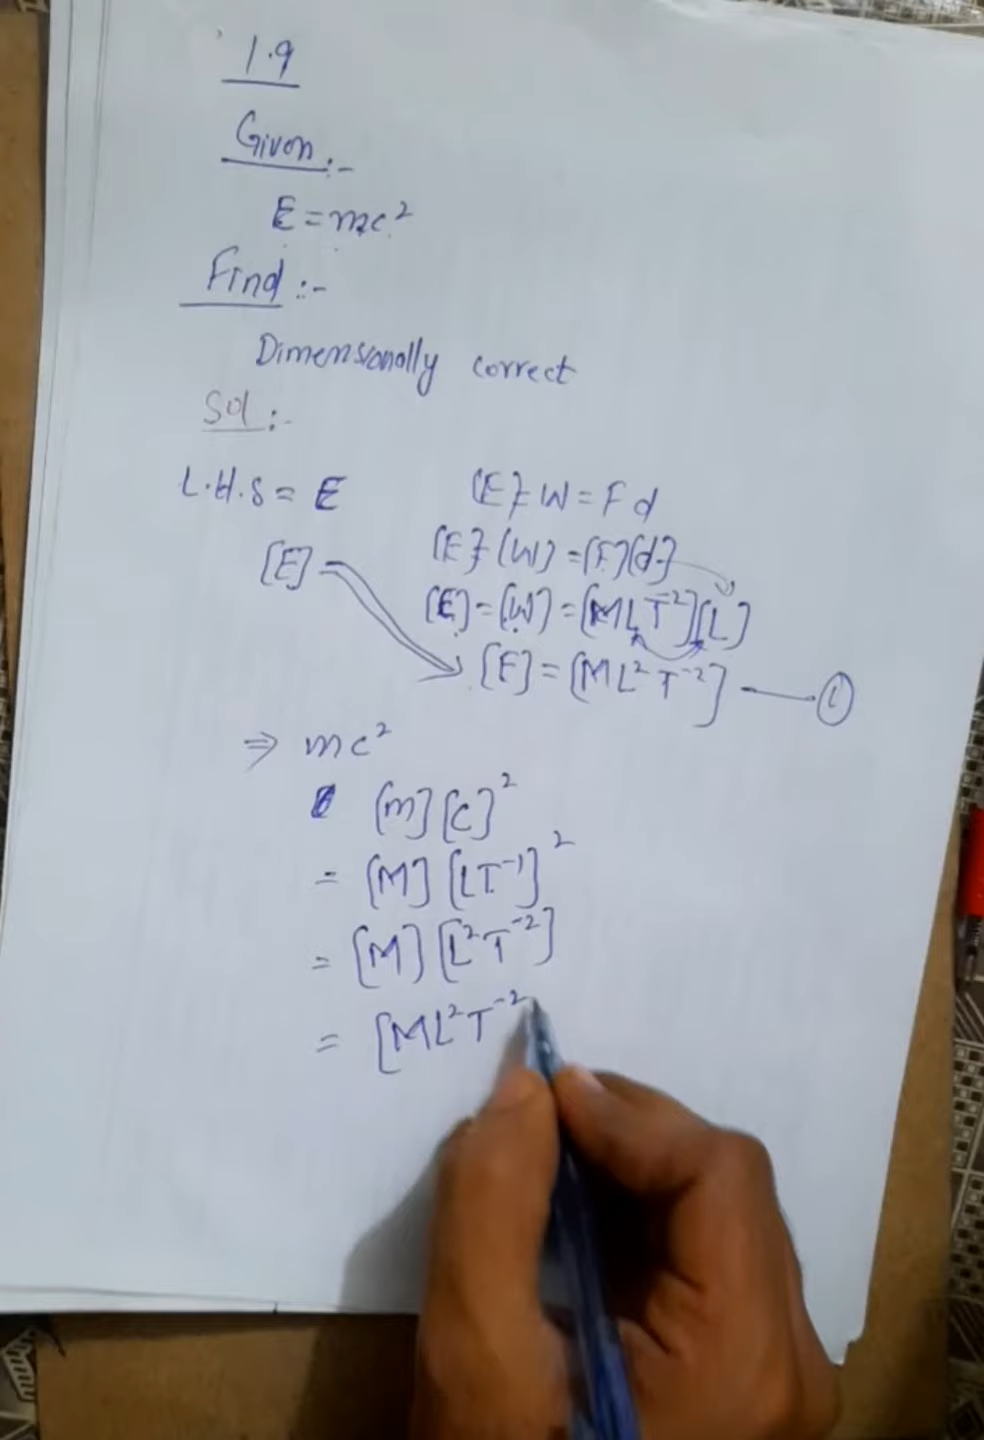 1.9
Given :-
E = mc²
Find :-
Dimensionally correct
Sol :-
L.H.S = E
[E]
[E] = W = F d
[E] = [W] = [F][d]
[E] = [W] = [MLT⁻²][L]
[E] = [ML²T⁻²] — (i)
⇒ mc²
[m][c]²
= [M][LT⁻¹]²
= [M][L²T⁻²]
= [ML²T⁻²